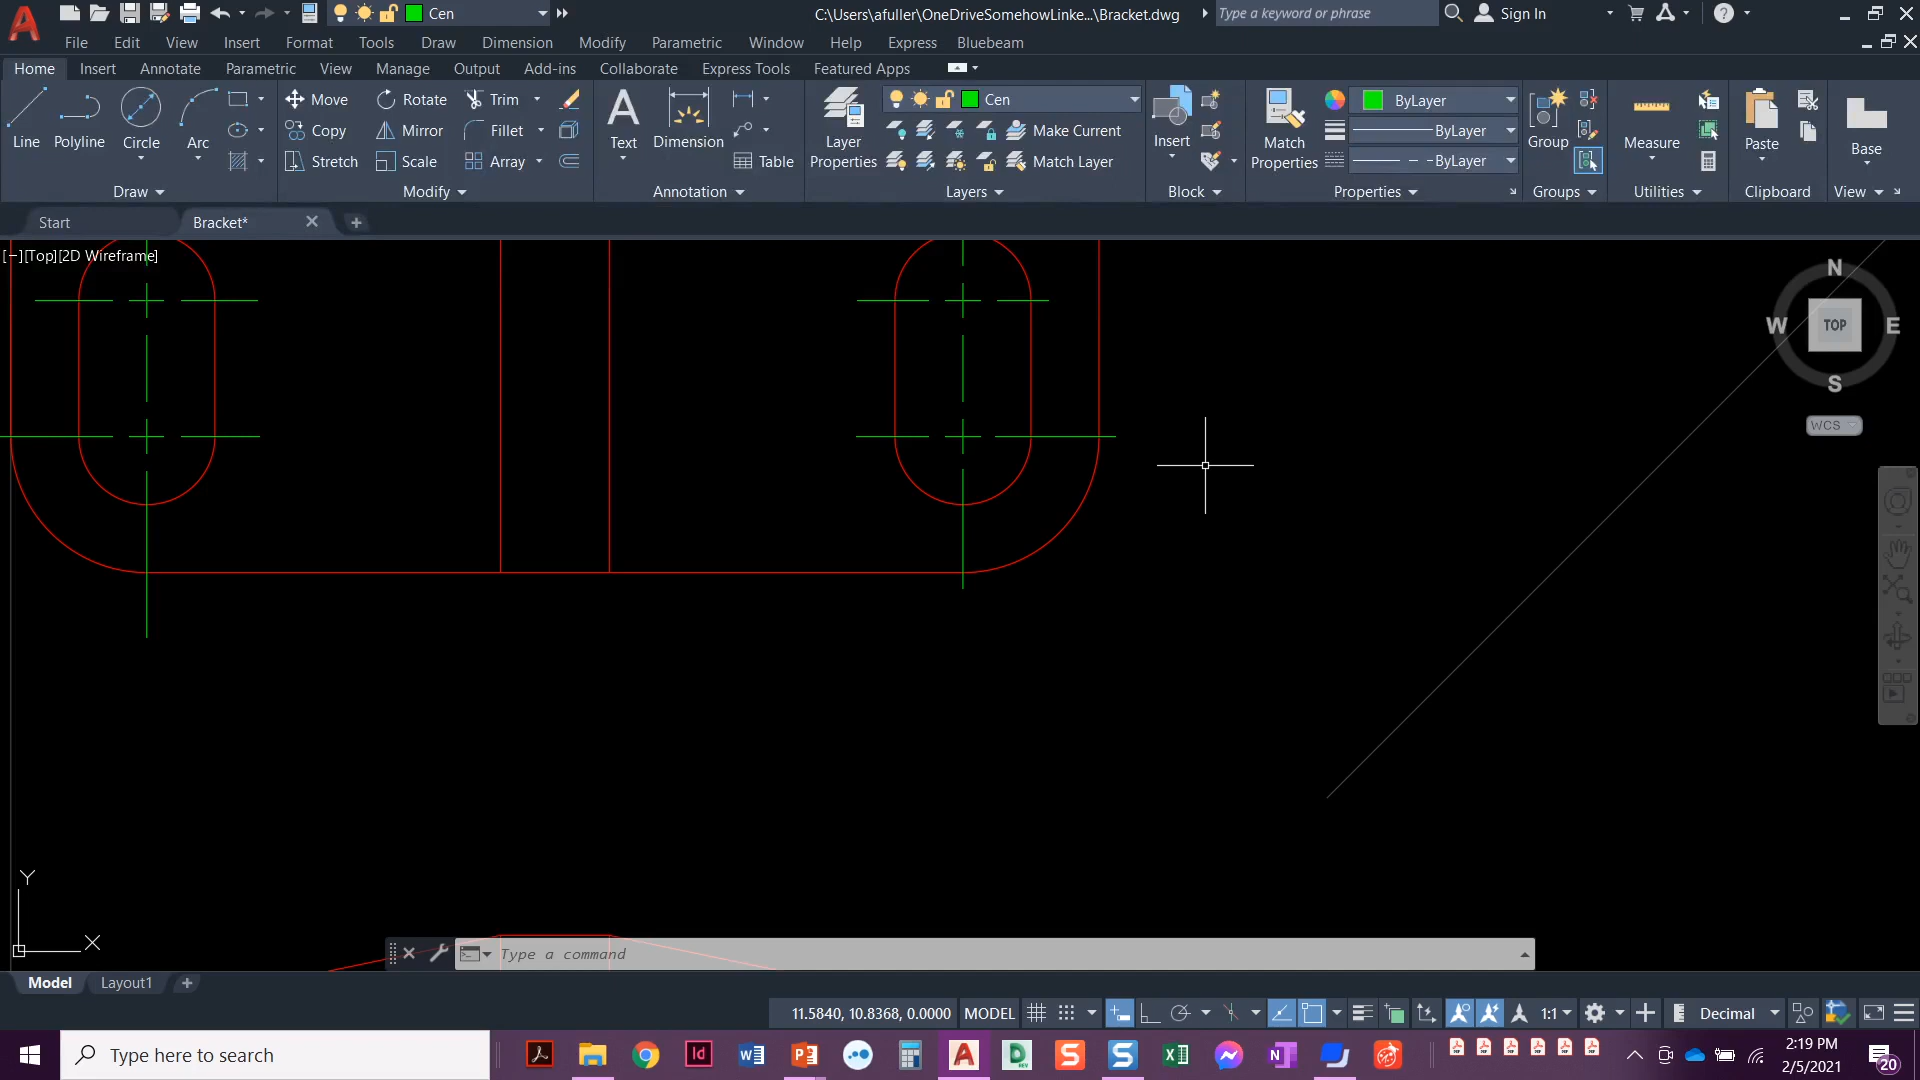 Cen
C:\Users\afuller\OneDriveSomehowLinke...\Bracket.dwg
Type a keyword or phrase
Sign In
File Edit View Insert Format Tools Draw Dimension Modify Parametric Window Help Express Bluebeam
Home Insert Annotate Parametric View Manage Output Add-ins Collaborate Express Tools Featured Apps
Line Polyline Circle Arc
Draw
Move Rotate Trim
Copy Mirror Fillet
Stretch Scale Array
Modify
Text Dimension Table
Annotation
Layer Properties
Cen
Make Current
Match Layer
Layers
Insert
Block
Match Properties
ByLayer
ByLayer
ByLayer
Properties
Group
Groups
Measure
Utilities
Paste
Clipboard
Base
View
Start Bracket*
[−][Top][2D Wireframe]
N
W TOP E
S
WCS
Y
X
Type a command
Model Layout1
11.5840, 10.8368, 0.0000 MODEL 1:1 Decimal
Type here to search
2:19 PM
2/5/2021
20